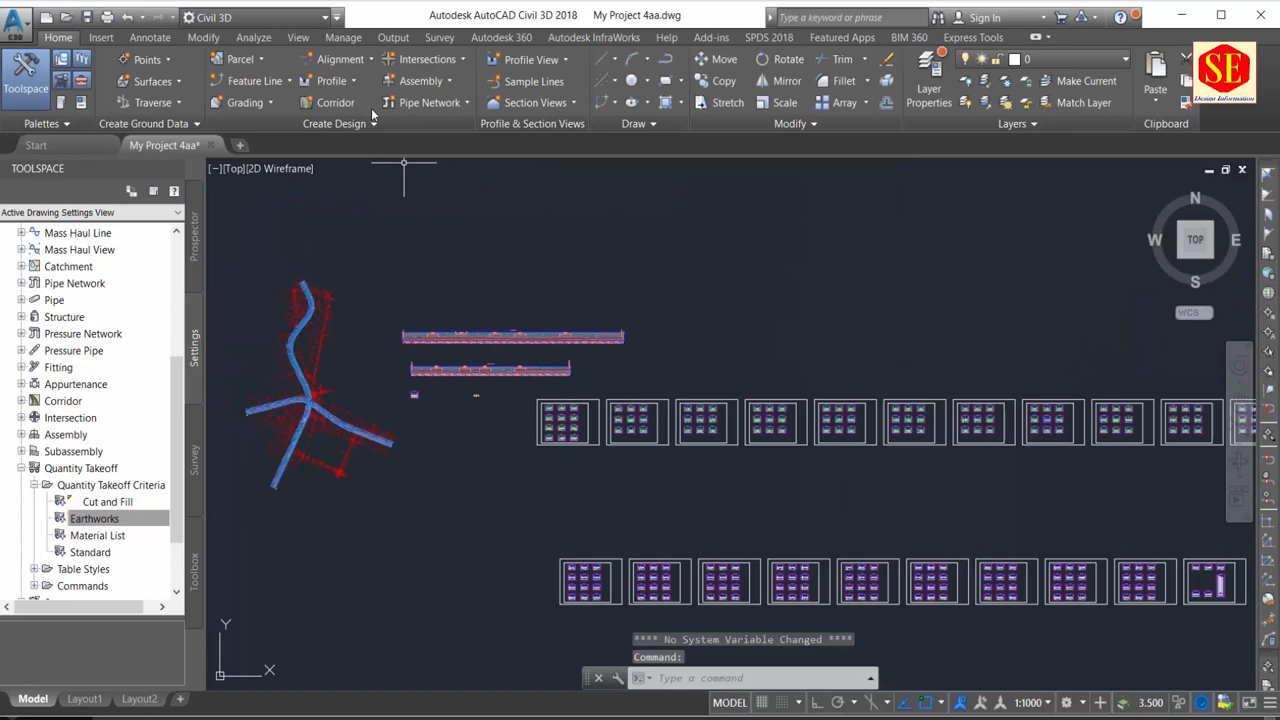 A
C3D
Civil 3D
Autodesk AutoCAD Civil 3D 2018 My Project 4aa.dwg
Type a keyword or phrase
Sign In
Home Insert Annotate Modify Analyze View Manage Output Survey Autodesk 360 Autodesk InfraWorks Help Add-ins SPDS 2018 Featured Apps BIM 360 Express Tools
Toolspace
Palettes
Points
Surfaces
Traverse
Create Ground Data
Parcel
Feature Line
Grading
Alignment
Profile
Corridor
Intersections
Assembly
Pipe Network
Create Design
Profile View
Sample Lines
Section Views
Profile & Section Views
Draw
Move
Copy
Stretch
Rotate
Mirror
Scale
Trim
Fillet
Array
Modify
Layer
Properties
0
Make Current
Match Layer
Layers
Paste
Clipboard
SE
Design Information
Start
My Project 4aa*
TOOLSPACE
Active Drawing Settings View
Mass Haul Line
Mass Haul View
Catchment
Pipe Network
Pipe
Structure
Pressure Network
Pressure Pipe
Fitting
Appurtenance
Corridor
Intersection
Assembly
Subassembly
Quantity Takeoff
Quantity Takeoff Criteria
Cut and Fill
Earthworks
Material List
Standard
Table Styles
Commands
Prospector
Settings
Survey
Toolbox
[−][Top][2D Wireframe]
N
W TOP E
S
WCS
Y
X
**** No System Variable Changed ****
Command:
Type a command
Model Layout1 Layout2
MODEL
1:1000
3.500